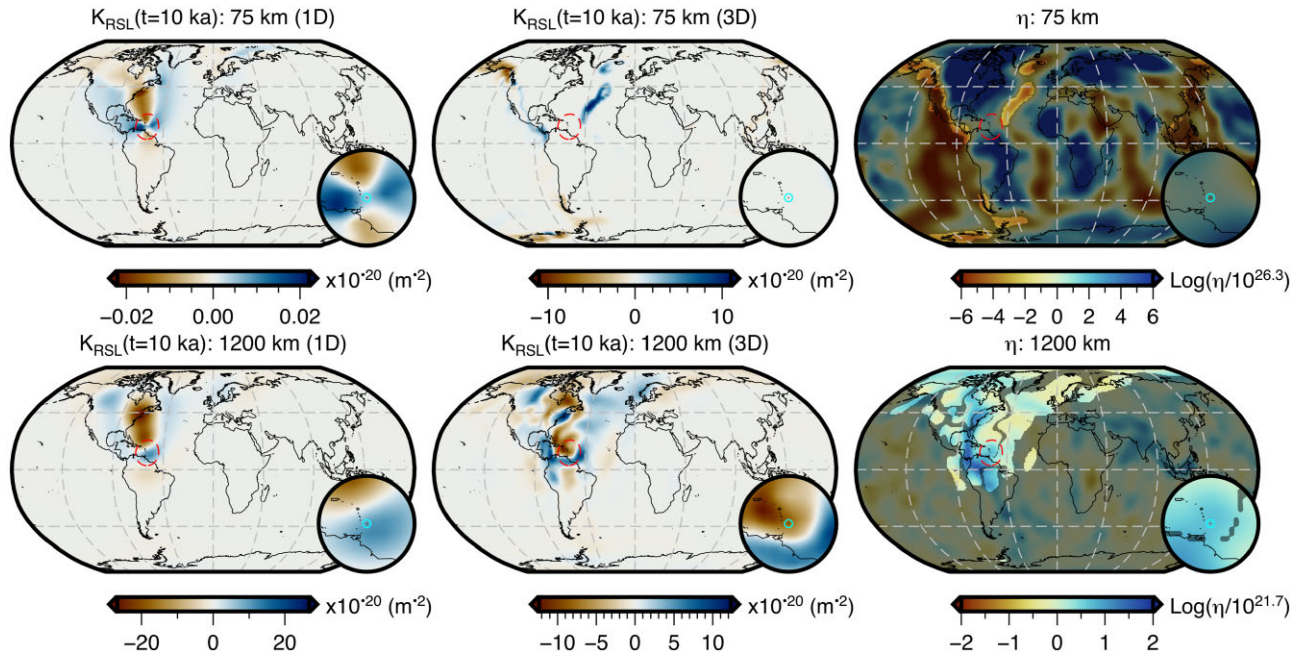 K_RSL(t=10 ka): 75 km (1D)
K_RSL(t=10 ka): 75 km (3D)
η: 75 km
x10^-20 (m^-2)
−0.02 0.00 0.02
x10^-20 (m^-2)
−10 0 10
Log(η/10^26.3)
−6 −4 −2 0 2 4 6
K_RSL(t=10 ka): 1200 km (1D)
K_RSL(t=10 ka): 1200 km (3D)
η: 1200 km
x10^-20 (m^-2)
−20 0 20
x10^-20 (m^-2)
−10 −5 0 5 10
Log(η/10^21.7)
−2 −1 0 1 2